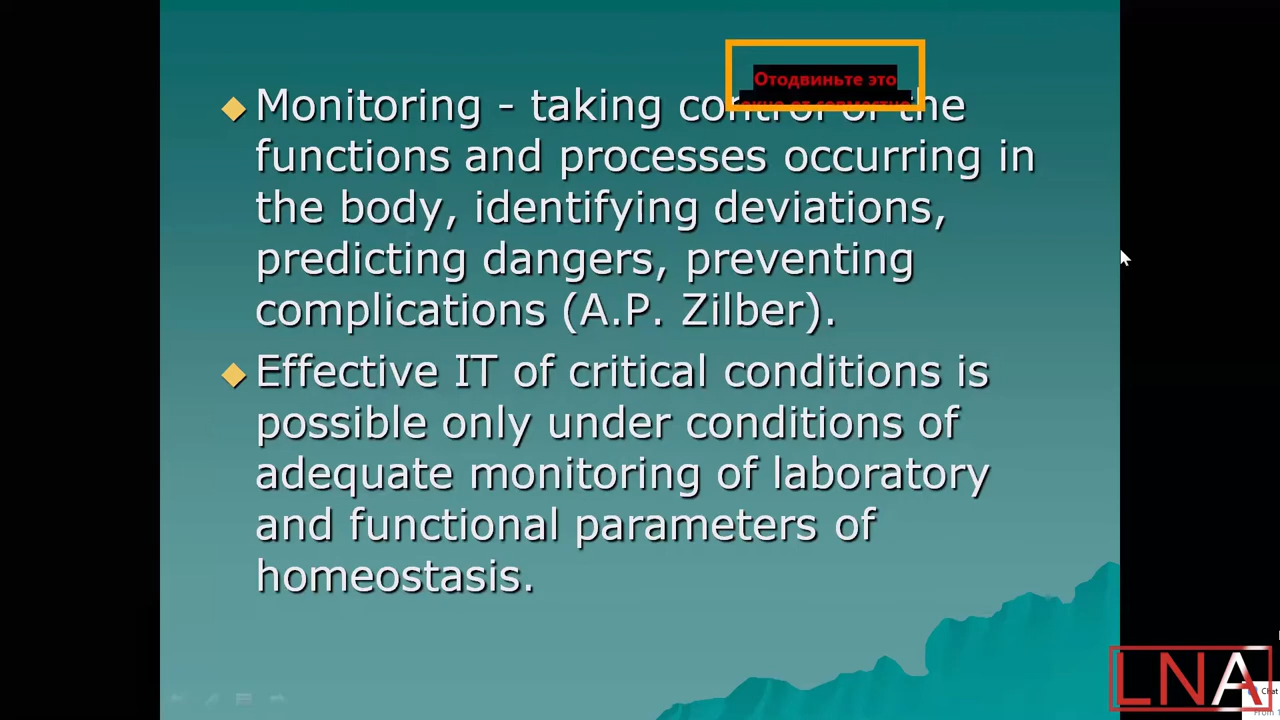 Отодвиньте это
Monitoring - taking control of the
functions and processes occurring in
the body, identifying deviations,
predicting dangers, preventing
complications (A.P. Zilber).
Effective IT of critical conditions is
possible only under conditions of
adequate monitoring of laboratory
and functional parameters of
homeostasis.
LNA
Chat